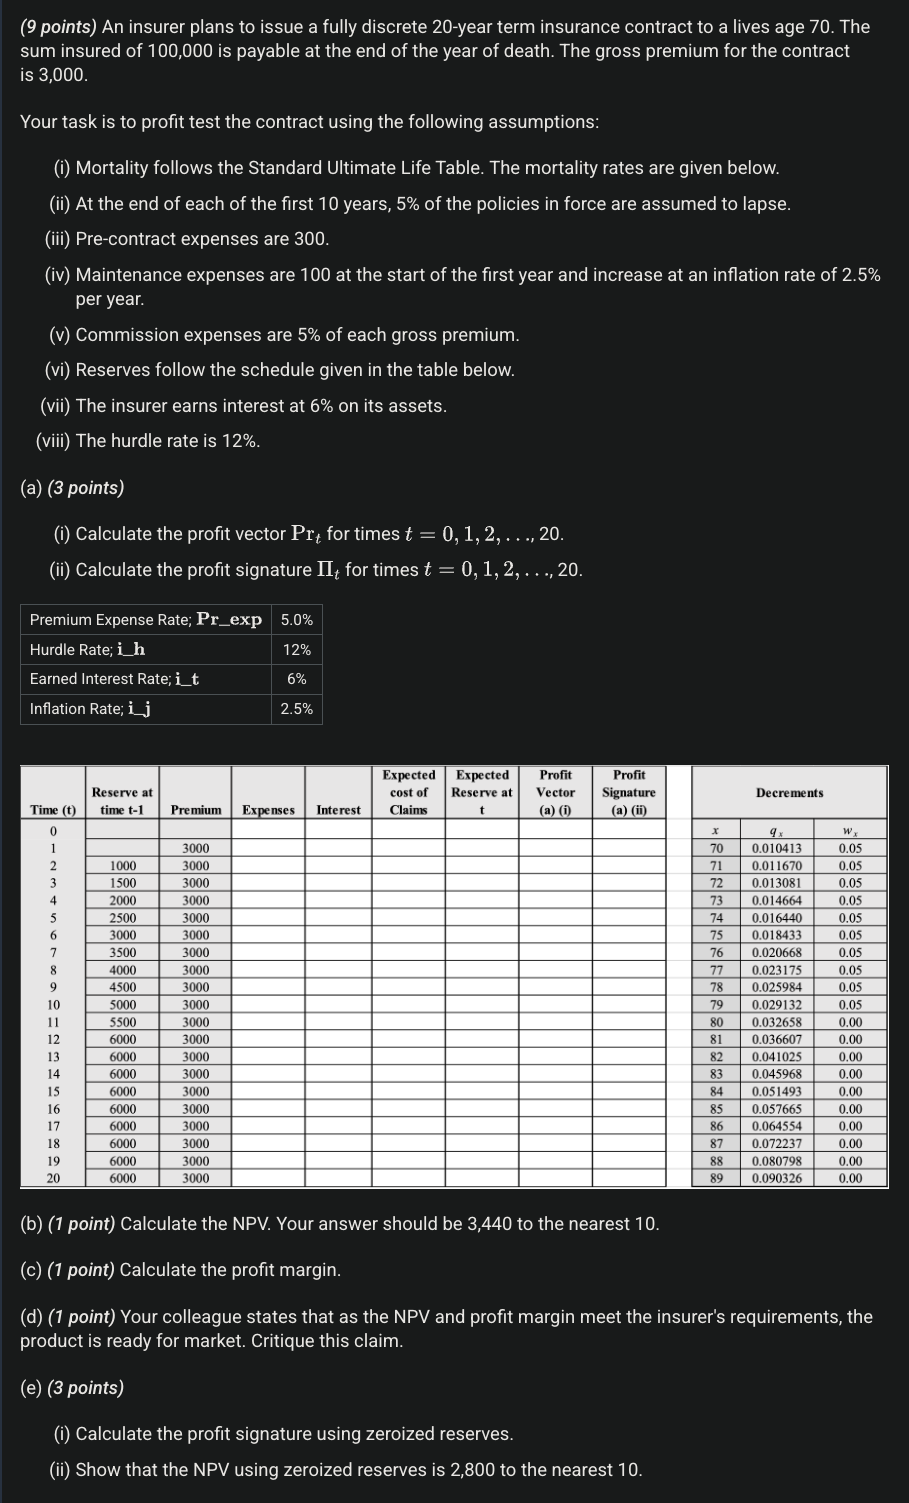 (9 points) An insurer plans to issue a fully discrete 20-year term insurance contract to a lives age 70. The
sum insured of 100,000 is payable at the end of the year of death. The gross premium for the contract
is 3,000.
Your task is to profit test the contract using the following assumptions:
(i) Mortality follows the Standard Ultimate Life Table. The mortality rates are given below.
(ii) At the end of each of the first 10 years, 5% of the policies in force are assumed to lapse.
(iii) Pre-contract expenses are 300.
(iv) Maintenance expenses are 100 at the start of the first year and increase at an inflation rate of 2.5%
per year.
(v) Commission expenses are 5% of each gross premium.
(vi) Reserves follow the schedule given in the table below.
(vii) The insurer earns interest at 6% on its assets.
(viii) The hurdle rate is 12%.
(a) (3 points)
(i) Calculate the profit vector Pr_t for times t = 0, 1, 2, . . ., 20.
(ii) Calculate the profit signature Π_t for times t = 0, 1, 2, . . ., 20.
Premium Expense Rate; Pr_exp 5.0%
Hurdle Rate; i_h 12%
Earned Interest Rate; i_t 6%
Inflation Rate; i_j 2.5%
Time (t) Reserve at time t-1 Premium Expenses Interest Expected cost of Claims Expected Reserve at t Profit Vector (a) (i) Profit Signature (a) (ii) Decrements
0 x q_x w_x
1 3000 70 0.010413 0.05
2 1000 3000 71 0.011670 0.05
3 1500 3000 72 0.013081 0.05
4 2000 3000 73 0.014664 0.05
5 2500 3000 74 0.016440 0.05
6 3000 3000 75 0.018433 0.05
7 3500 3000 76 0.020668 0.05
8 4000 3000 77 0.023175 0.05
9 4500 3000 78 0.025984 0.05
10 5000 3000 79 0.029132 0.05
11 5500 3000 80 0.032658 0.00
12 6000 3000 81 0.036607 0.00
13 6000 3000 82 0.041025 0.00
14 6000 3000 83 0.045968 0.00
15 6000 3000 84 0.051493 0.00
16 6000 3000 85 0.057665 0.00
17 6000 3000 86 0.064554 0.00
18 6000 3000 87 0.072237 0.00
19 6000 3000 88 0.080798 0.00
20 6000 3000 89 0.090326 0.00
(b) (1 point) Calculate the NPV. Your answer should be 3,440 to the nearest 10.
(c) (1 point) Calculate the profit margin.
(d) (1 point) Your colleague states that as the NPV and profit margin meet the insurer's requirements, the
product is ready for market. Critique this claim.
(e) (3 points)
(i) Calculate the profit signature using zeroized reserves.
(ii) Show that the NPV using zeroized reserves is 2,800 to the nearest 10.